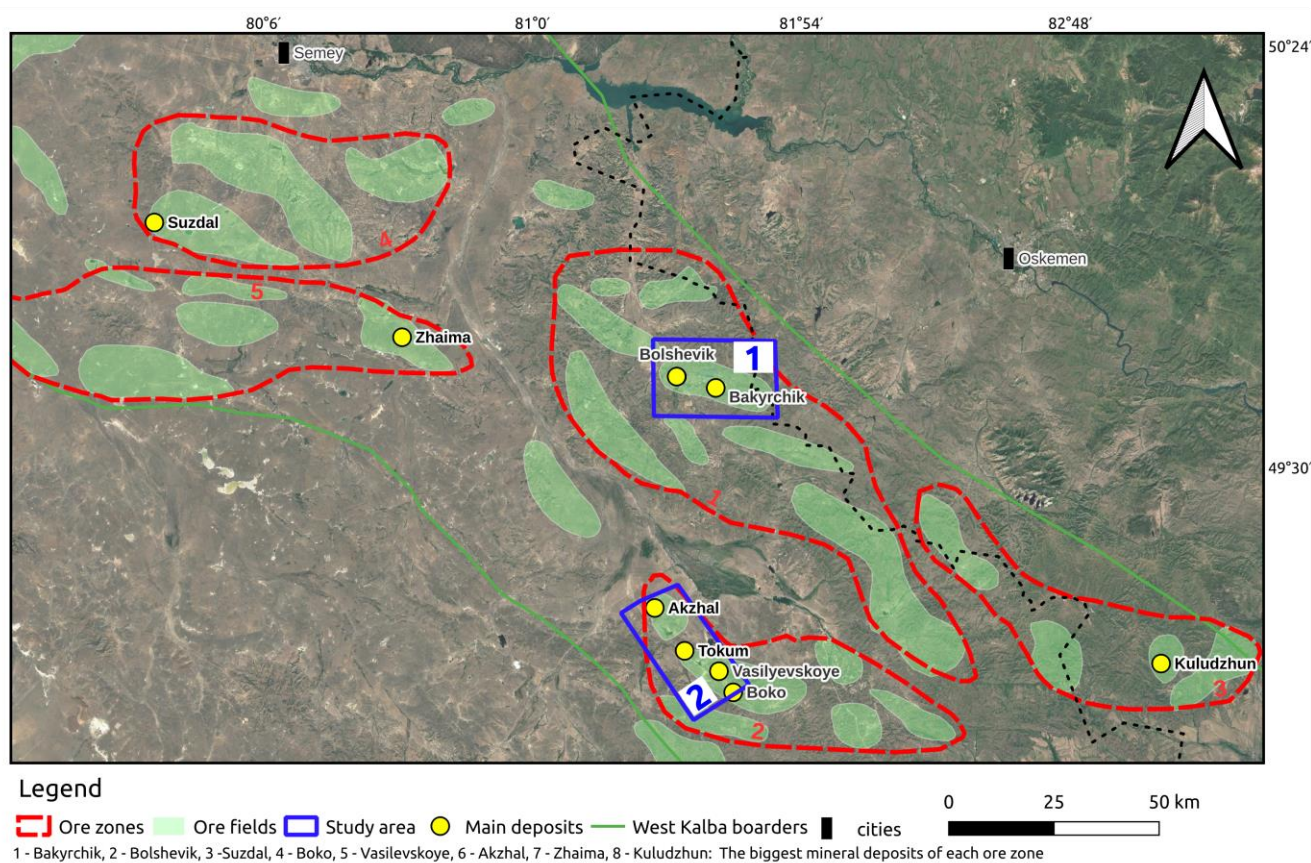 80°6′ 81°0′ 81°54′ 82°48′
50°24′
Semey
4
Suzdal
Oskemen
5
Zhaima
Bolshevik
1
Bakyrchik
49°30′
1
Akzhal
Tokum
Kuludzhun
Vasilyevskoye
2
Boko
3
2
Legend
0 25 50 km
Ore zones Ore fields Study area Main deposits West Kalba boarders cities
1 - Bakyrchik, 2 - Bolshevik, 3 -Suzdal, 4 - Boko, 5 - Vasilevskoye, 6 - Akzhal, 7 - Zhaima, 8 - Kuludzhun: The biggest mineral deposits of each ore zone